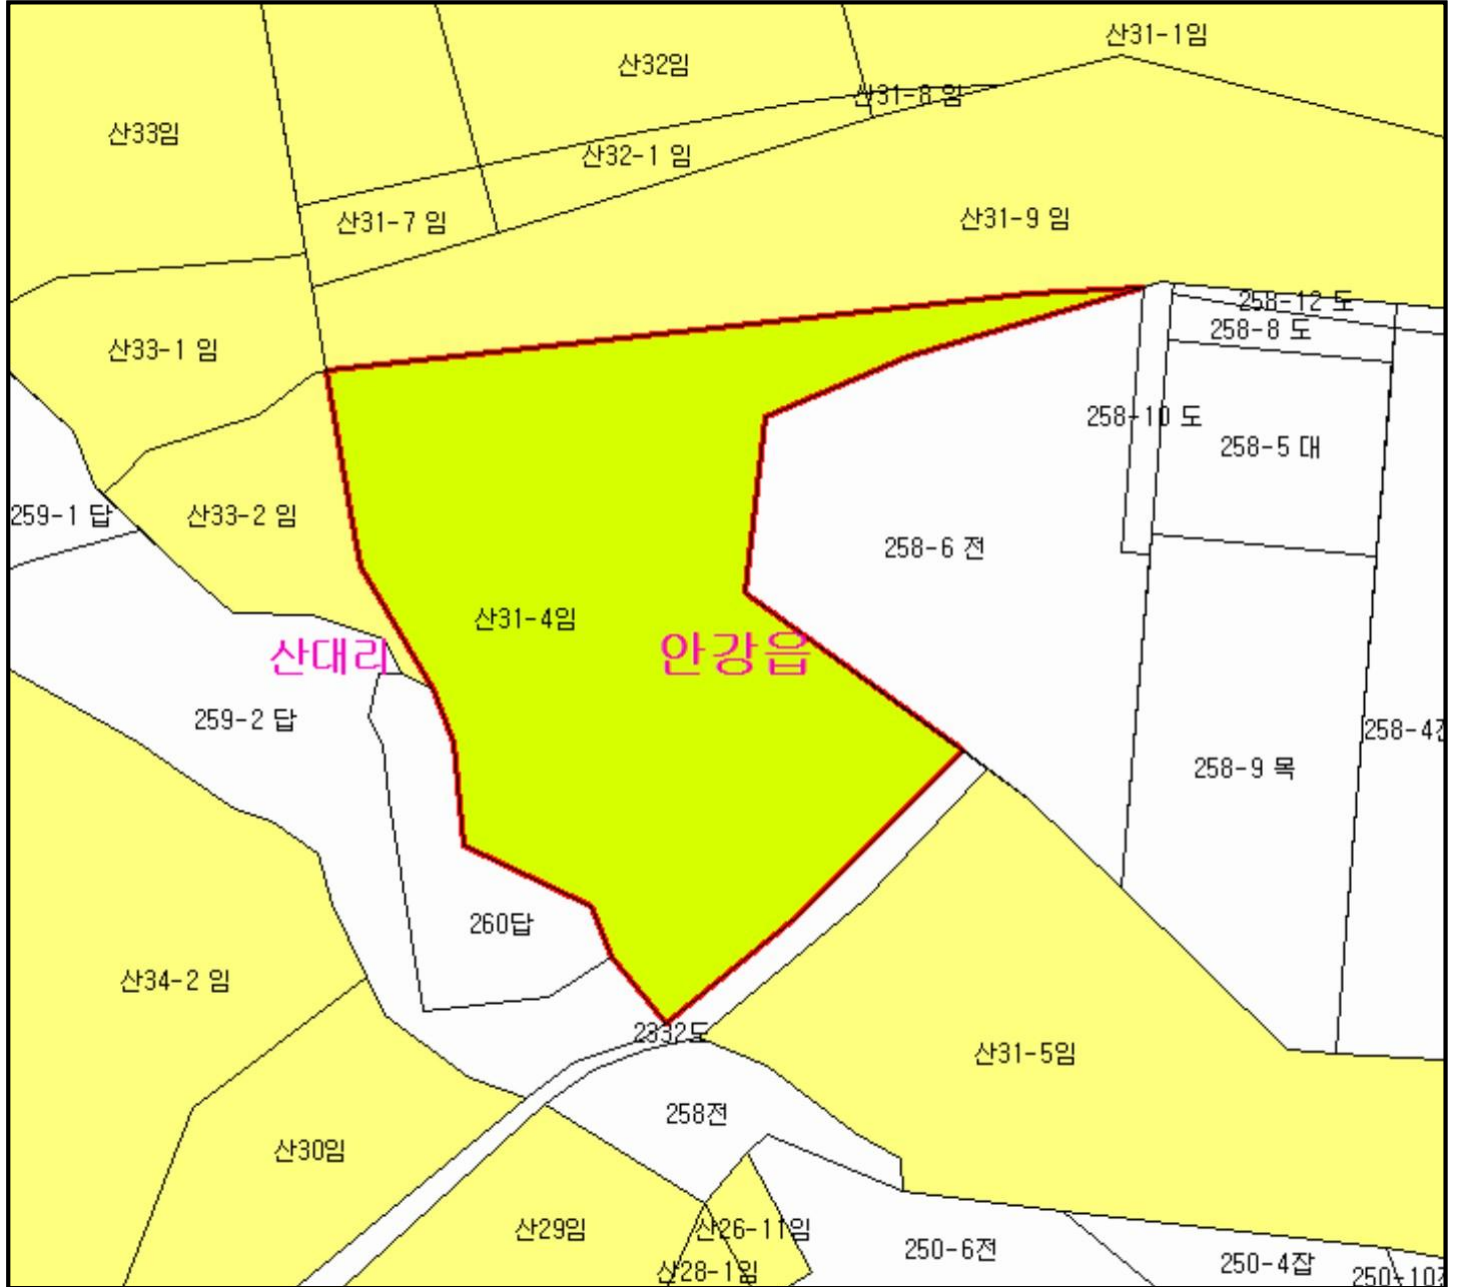 산31-1임
산32임
산31-8 임
산33임
산32-1 임
산31-7 임
산31-9 임
258-12 도
258-8 도
산33-1 임
258-10 도
258-5 대
259-1 답
산33-2 임
258-6 전
산31-4임
산대리
안강읍
259-2 답
258-4전
258-9 목
260답
산34-2 임
2332도
산31-5임
258전
산30임
산29임
산26-11임
250-6전
250-4잡
산28-1임
250-10